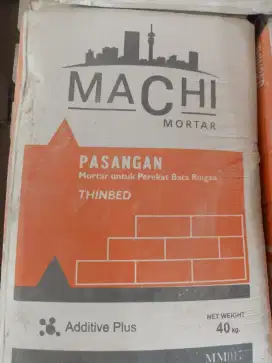 MACHI
MORTAR
PASANGAN
Mortar untuk Perekat Bata Ringan
THINBED
Additive Plus
NET WEIGHT
40 kg.